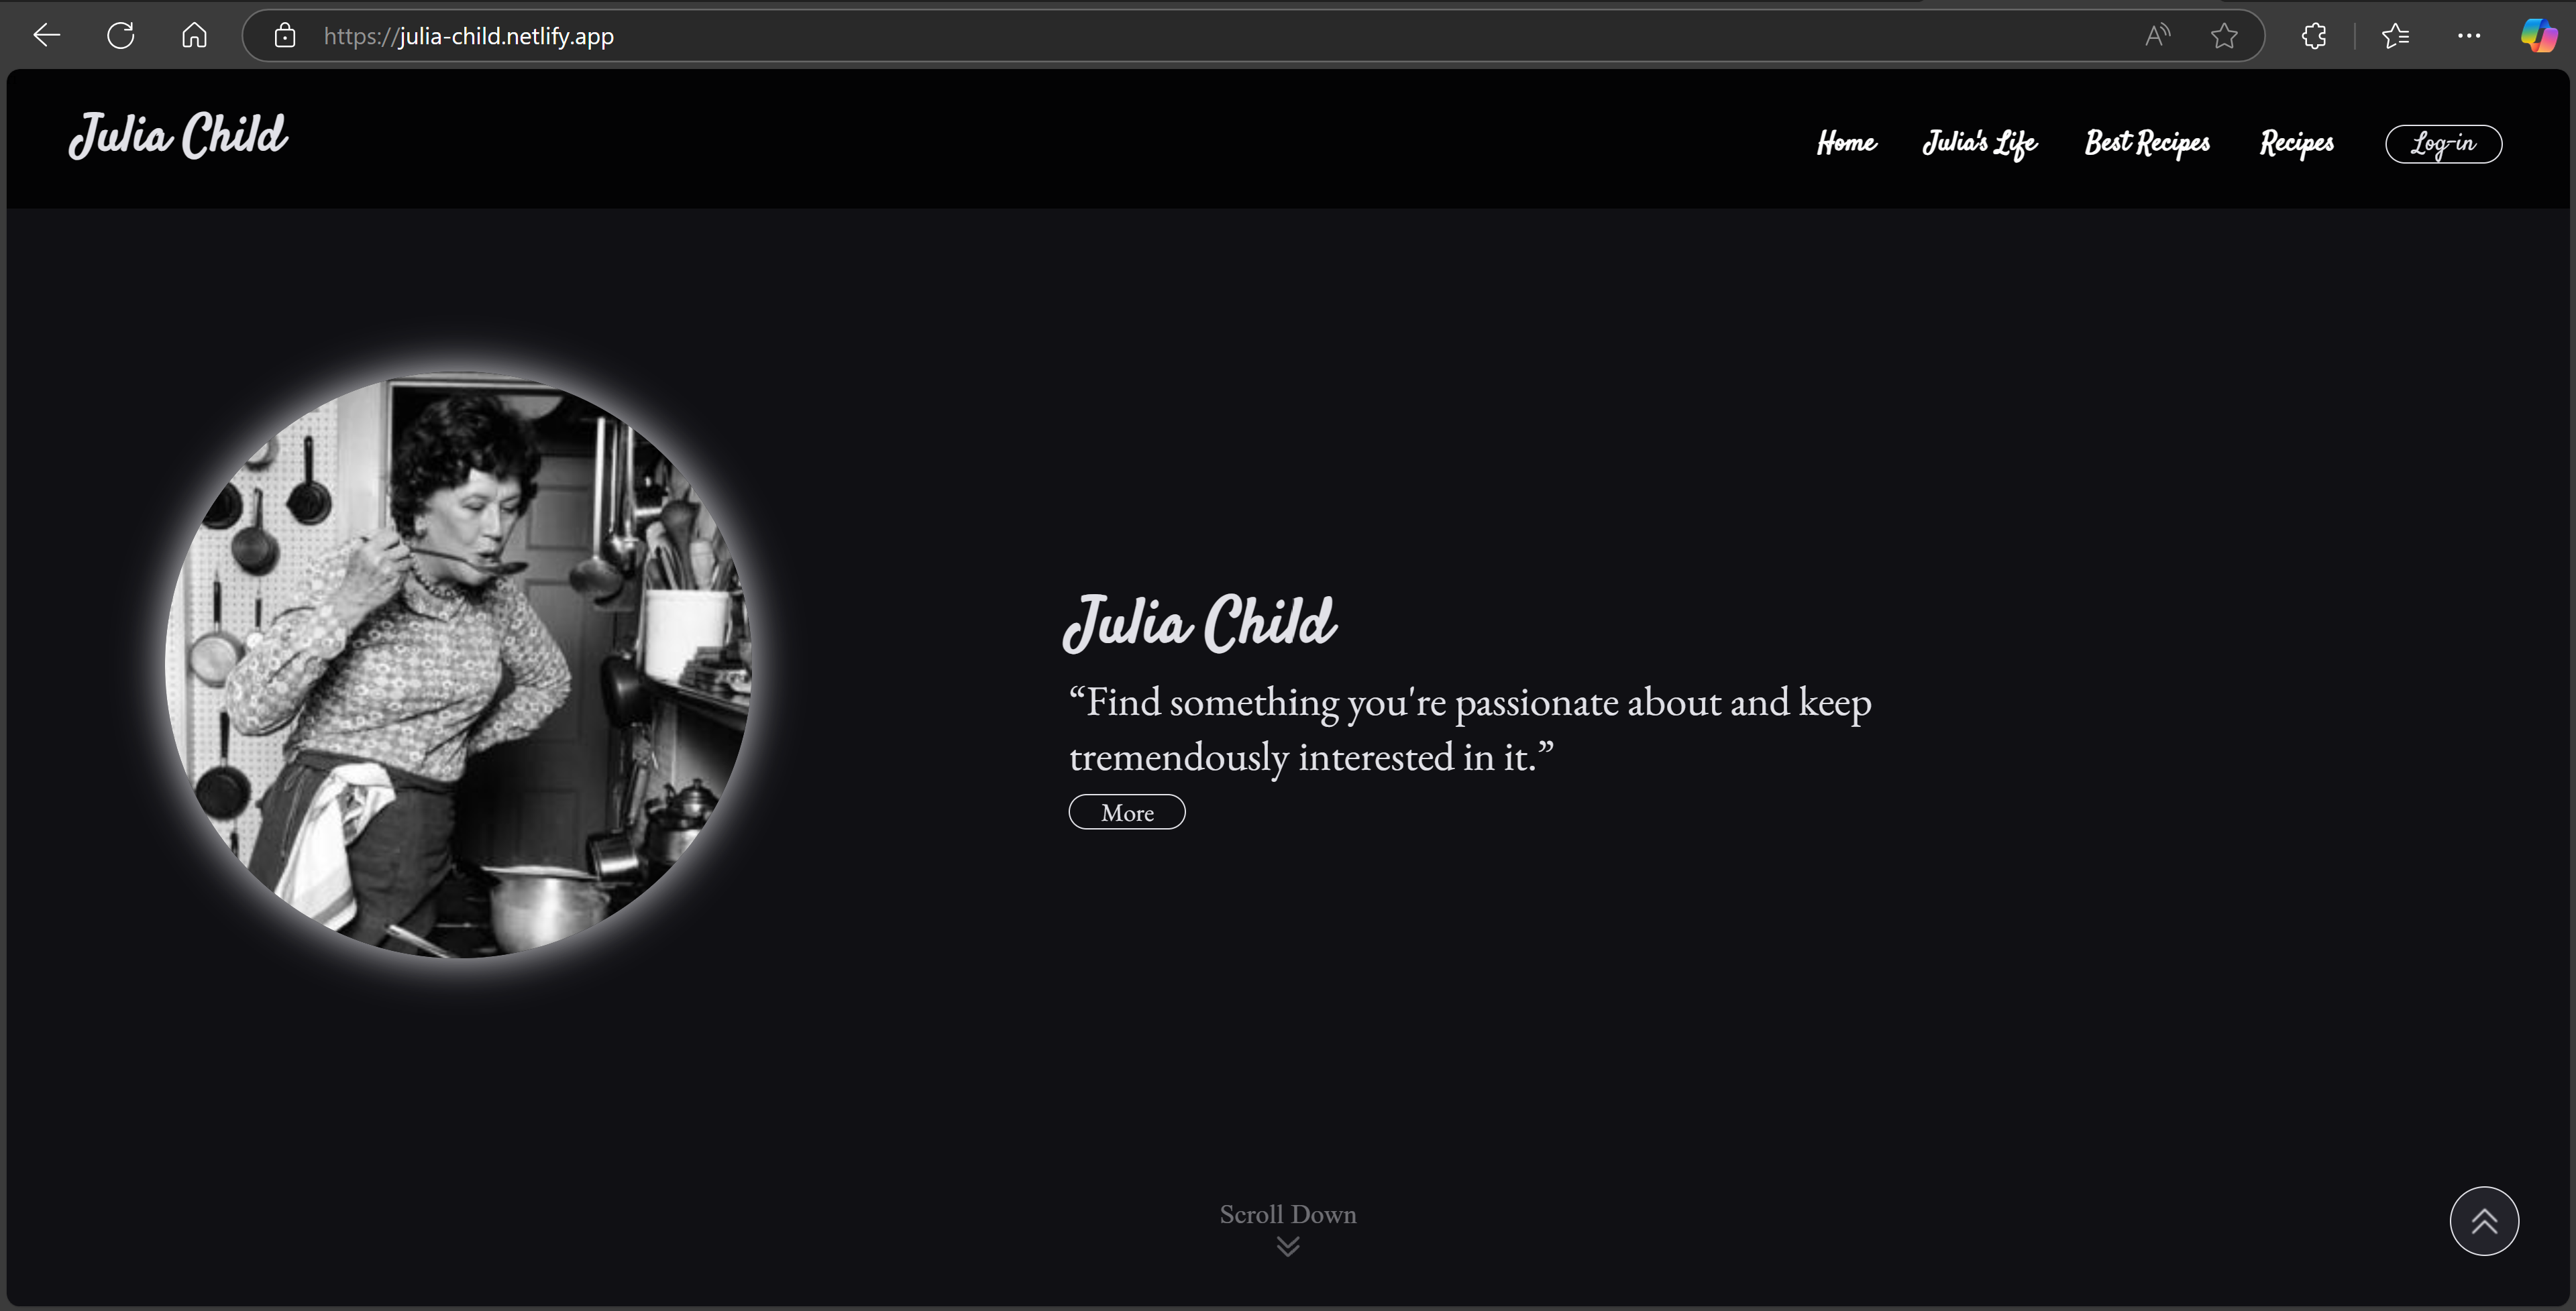 https://julia-child.netlify.app
Julia Child
Home Julia's Life Best Recipes Recipes Log-in
Julia Child
“Find something you're passionate about and keep
tremendously interested in it.”
More
Scroll Down